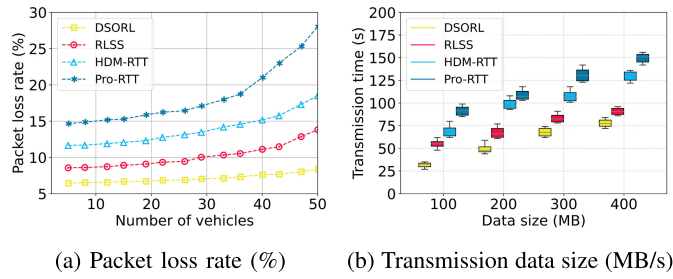 30
25
20
15
10
5
Packet loss rate (%)
DSORL
RLSS
HDM-RTT
Pro-RTT
10
20
30
40
50
Number of vehicles
(a) Packet loss rate (%)
200
175
150
125
100
75
50
25
0
Transmission time (s)
DSORL
RLSS
HDM-RTT
Pro-RTT
100
200
300
400
Data size (MB)
(b) Transmission data size (MB/s)